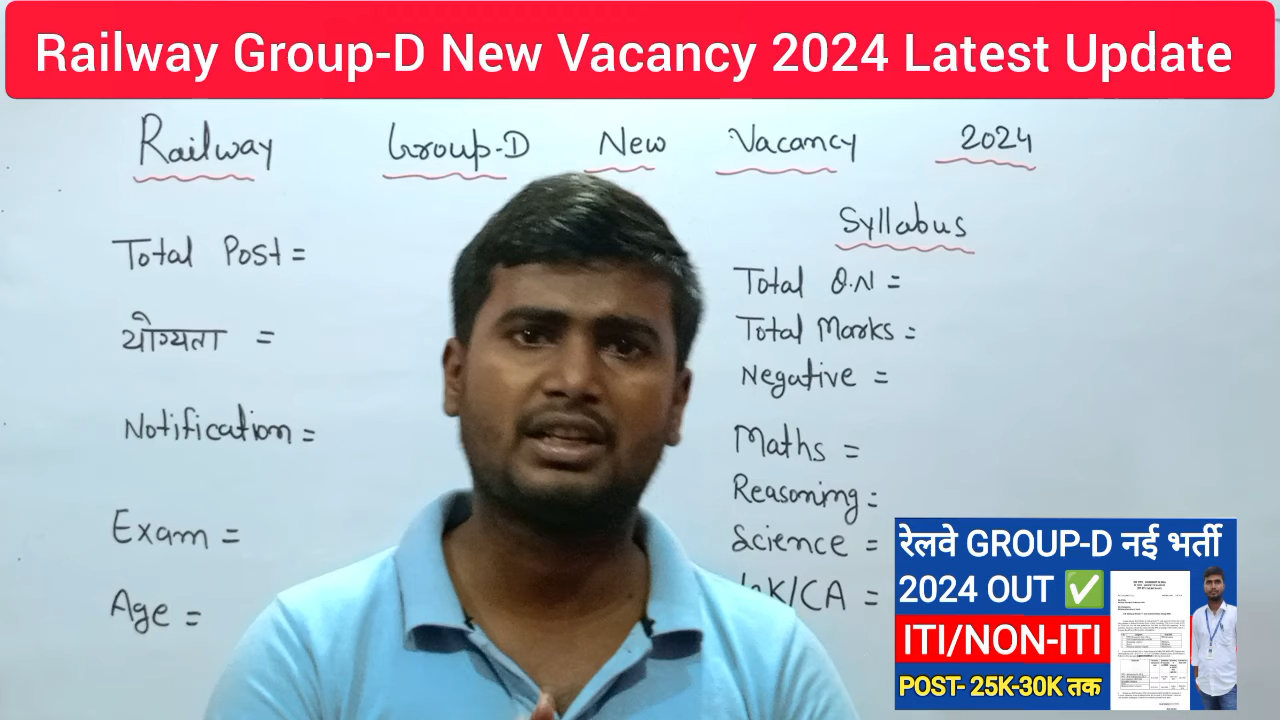 Railway Group-D New Vacancy 2024 Latest Update
Railway Group-D New Vacancy 2024
Total Post =
योग्यता =
Notification =
Exam =
Age =
Syllabus
Total Q.N =
Total Marks =
Negative =
Maths =
Reasoning =
Science =
K/CA =
रेलवे GROUP-D नई भर्ती
2024 OUT ✅
ITI/NON-ITI
POST- 25K-30K तक